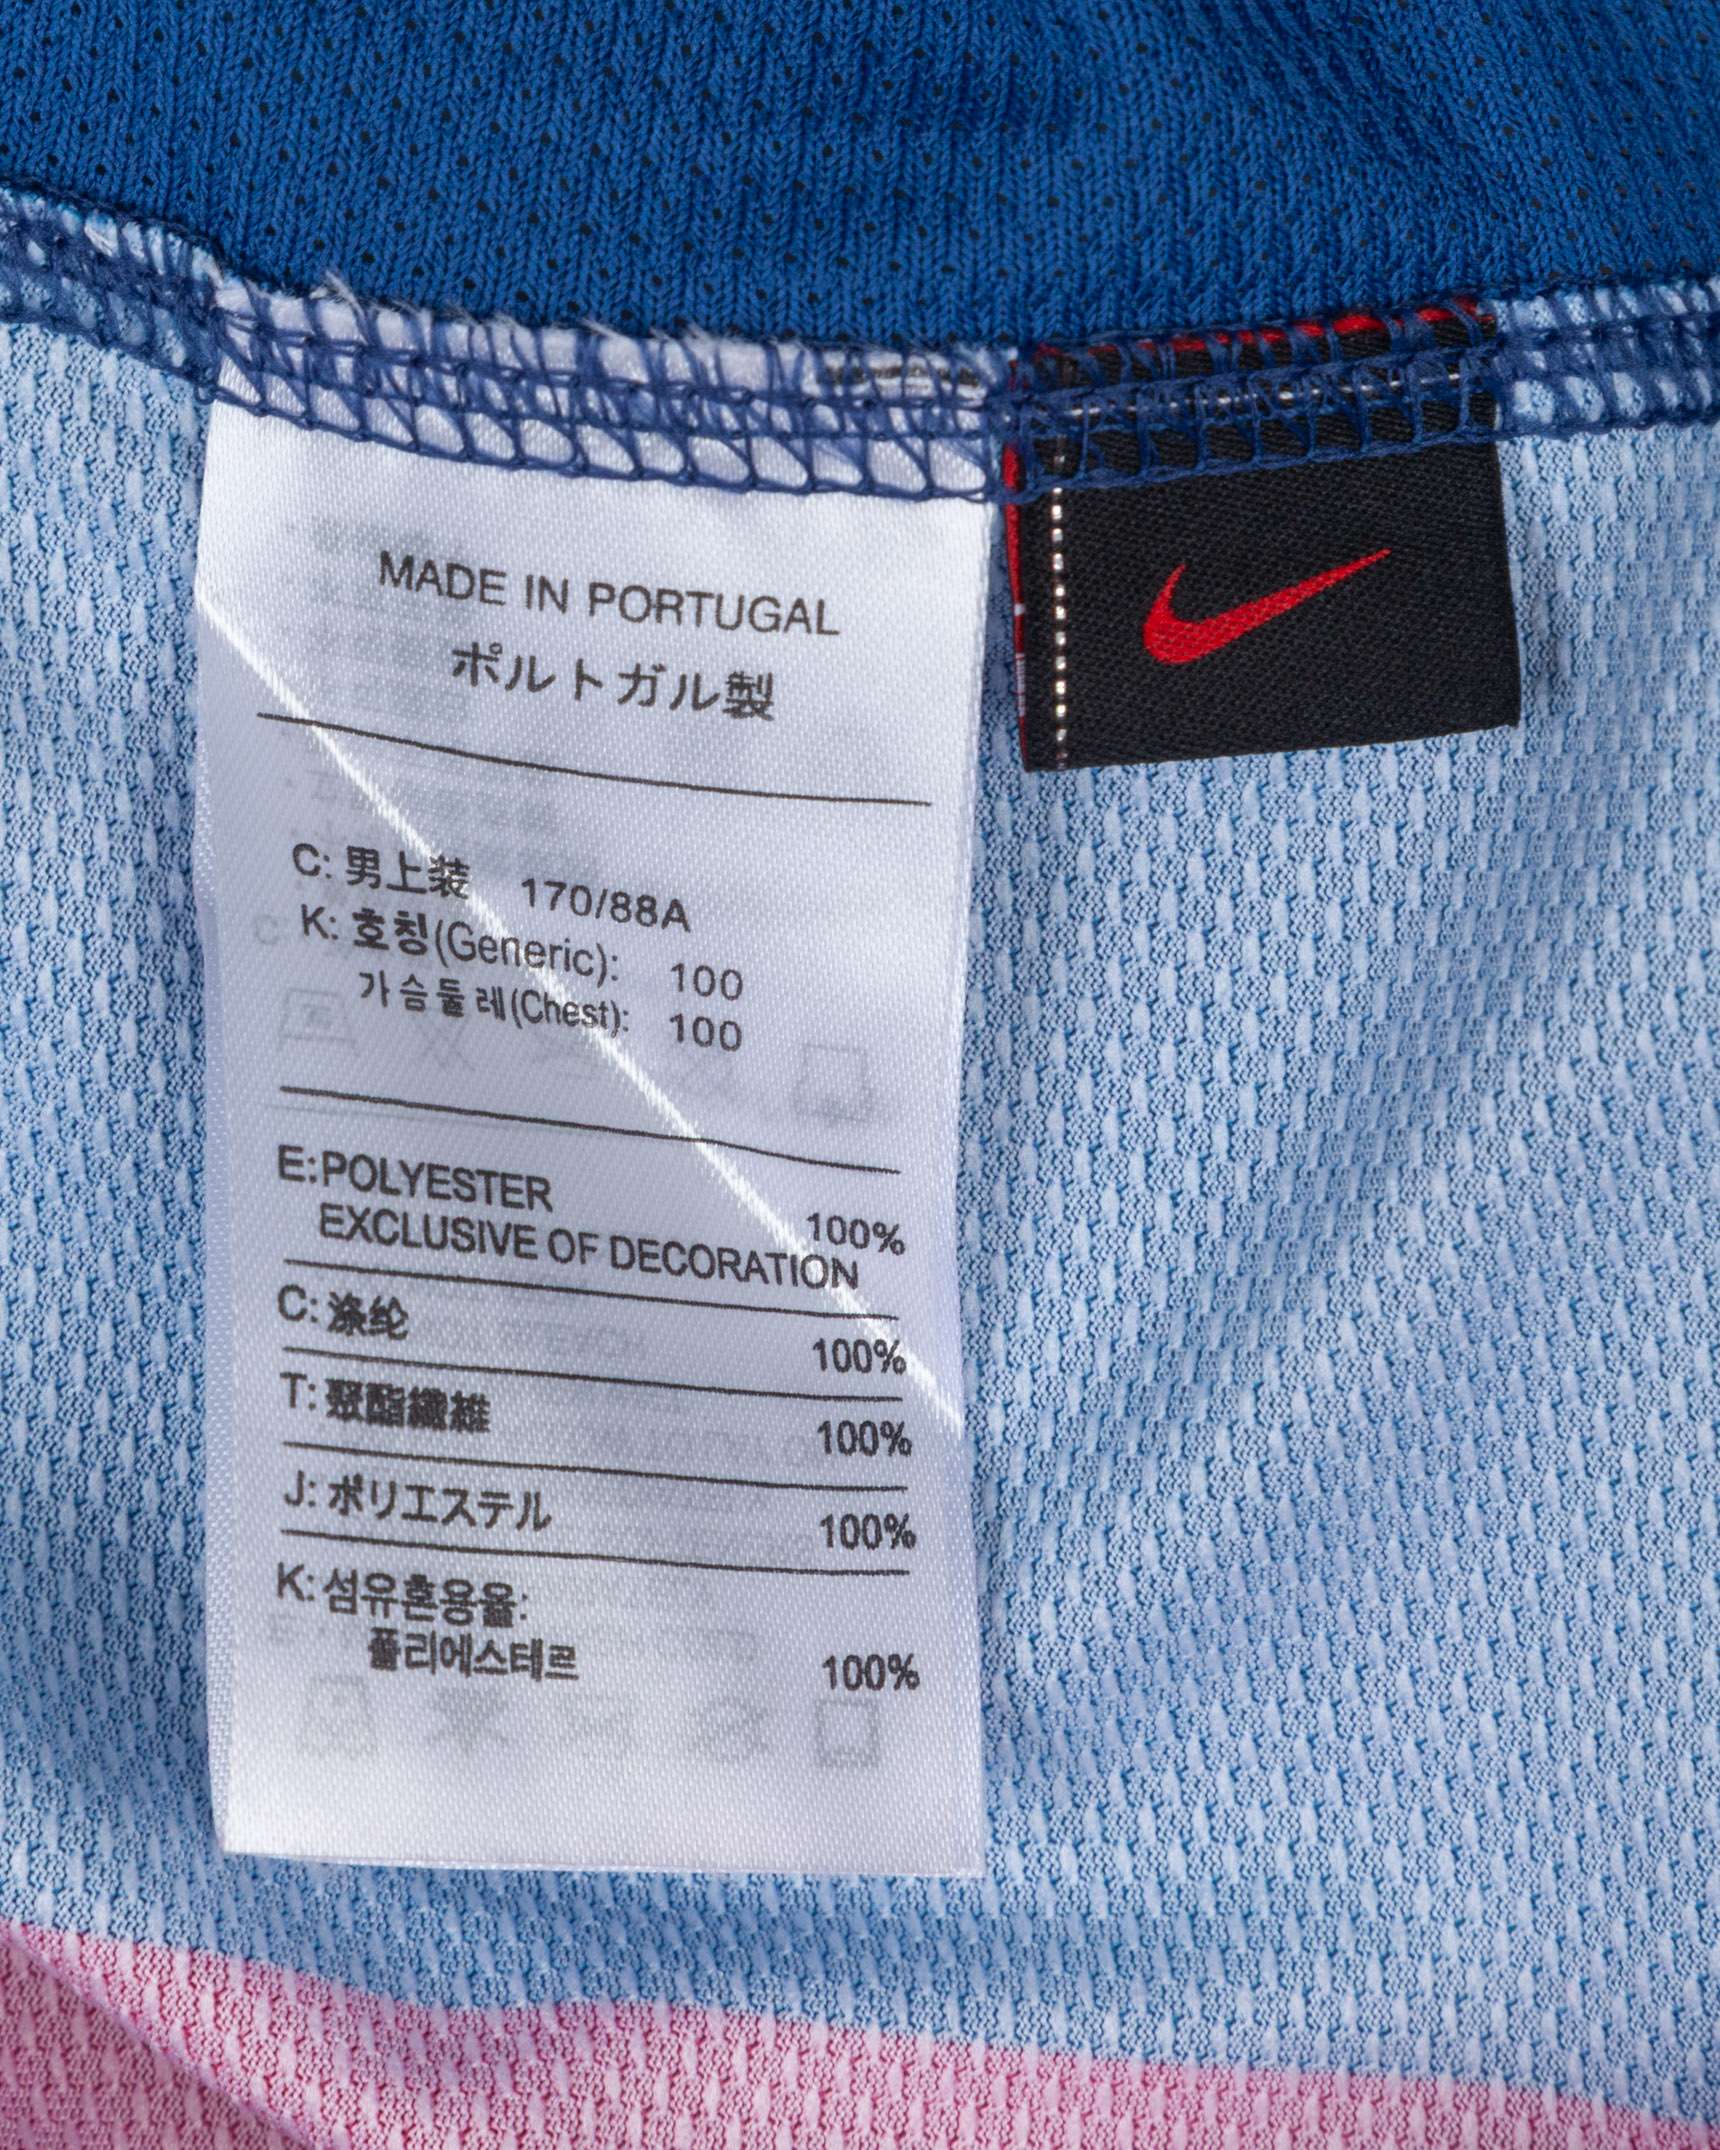 MADE IN PORTUGAL
ポルトガル製
C: 男上装 170/88A
K: 호칭(Generic): 100
가슴둘레(Chest): 100
E:POLYESTER 100%
EXCLUSIVE OF DECORATION
C: 涤纶 100%
T: 聚酯纖維 100%
J: ポリエステル 100%
K: 섬유혼용율:
폴리에스테르 100%